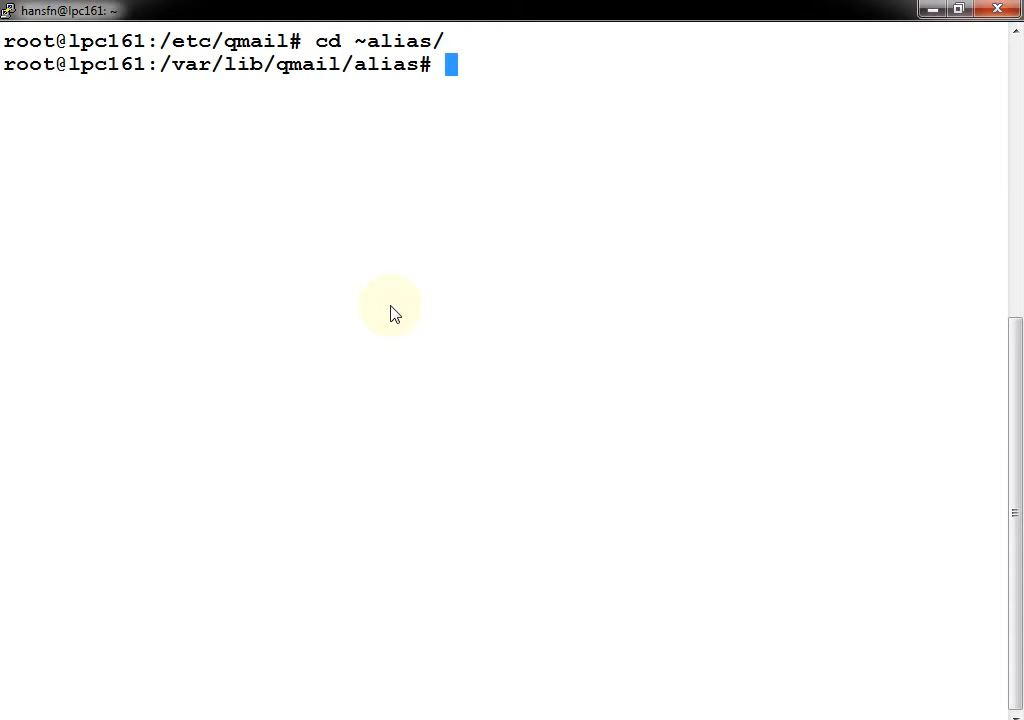 hansfn@lpc161: ~
root@lpc161:/etc/qmail# cd ~alias/
root@lpc161:/var/lib/qmail/alias#